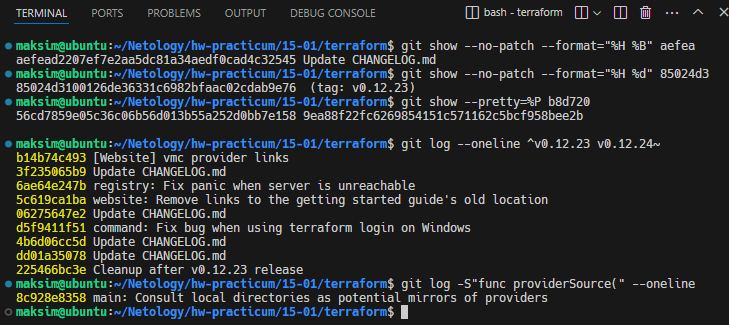 TERMINAL PROBLEMS OUTPUT DEBUG CONSOLE bash - terraform
maksim@ubuntu:~/Netology/hw-practicum/15-01/terraform$ git show --no-patch --format="%H %B" aefea
aefead2207ef7e2aa5dc81a34aedf0cad4c32545 Update CHANGELOG.md
maksim@ubuntu:~/Netology/hw-practicum/15-01/terraform$ git show --no-patch --format="%H %d" 85024d3
85024d3100126de36331c6982bfaac02cdab9e76  (tag: v0.12.23)
maksim@ubuntu:~/Netology/hw-practicum/15-01/terraform$ git show --pretty=%P b8d720
56cd7859e05c36c06b56d013b55a252d0bb7e158 9ea88f22fc6269854151c571162c5bcf958bee2b
maksim@ubuntu:~/Netology/hw-practicum/15-01/terraform$ git log --oneline ^v0.12.23 v0.12.24~
b14b74c493 [Website] vmc provider links
3f235065b9 Update CHANGELOG.md
6ae64e247b registry: Fix panic when server is unreachable
5c619ca1ba website: Remove links to the getting started guide's old location
06275647e2 Update CHANGELOG.md
d5f9411f51 command: Fix bug when using terraform login on Windows
4b6d06cc5d Update CHANGELOG.md
dd01a35078 Update CHANGELOG.md
225466bc3e Cleanup after v0.12.23 release
maksim@ubuntu:~/Netology/hw-practicum/15-01/terraform$ git log -S"func providerSource(" --oneline
8c928e8358 main: Consult local directories as potential mirrors of providers
maksim@ubuntu:~/Netology/hw-practicum/15-01/terraform$